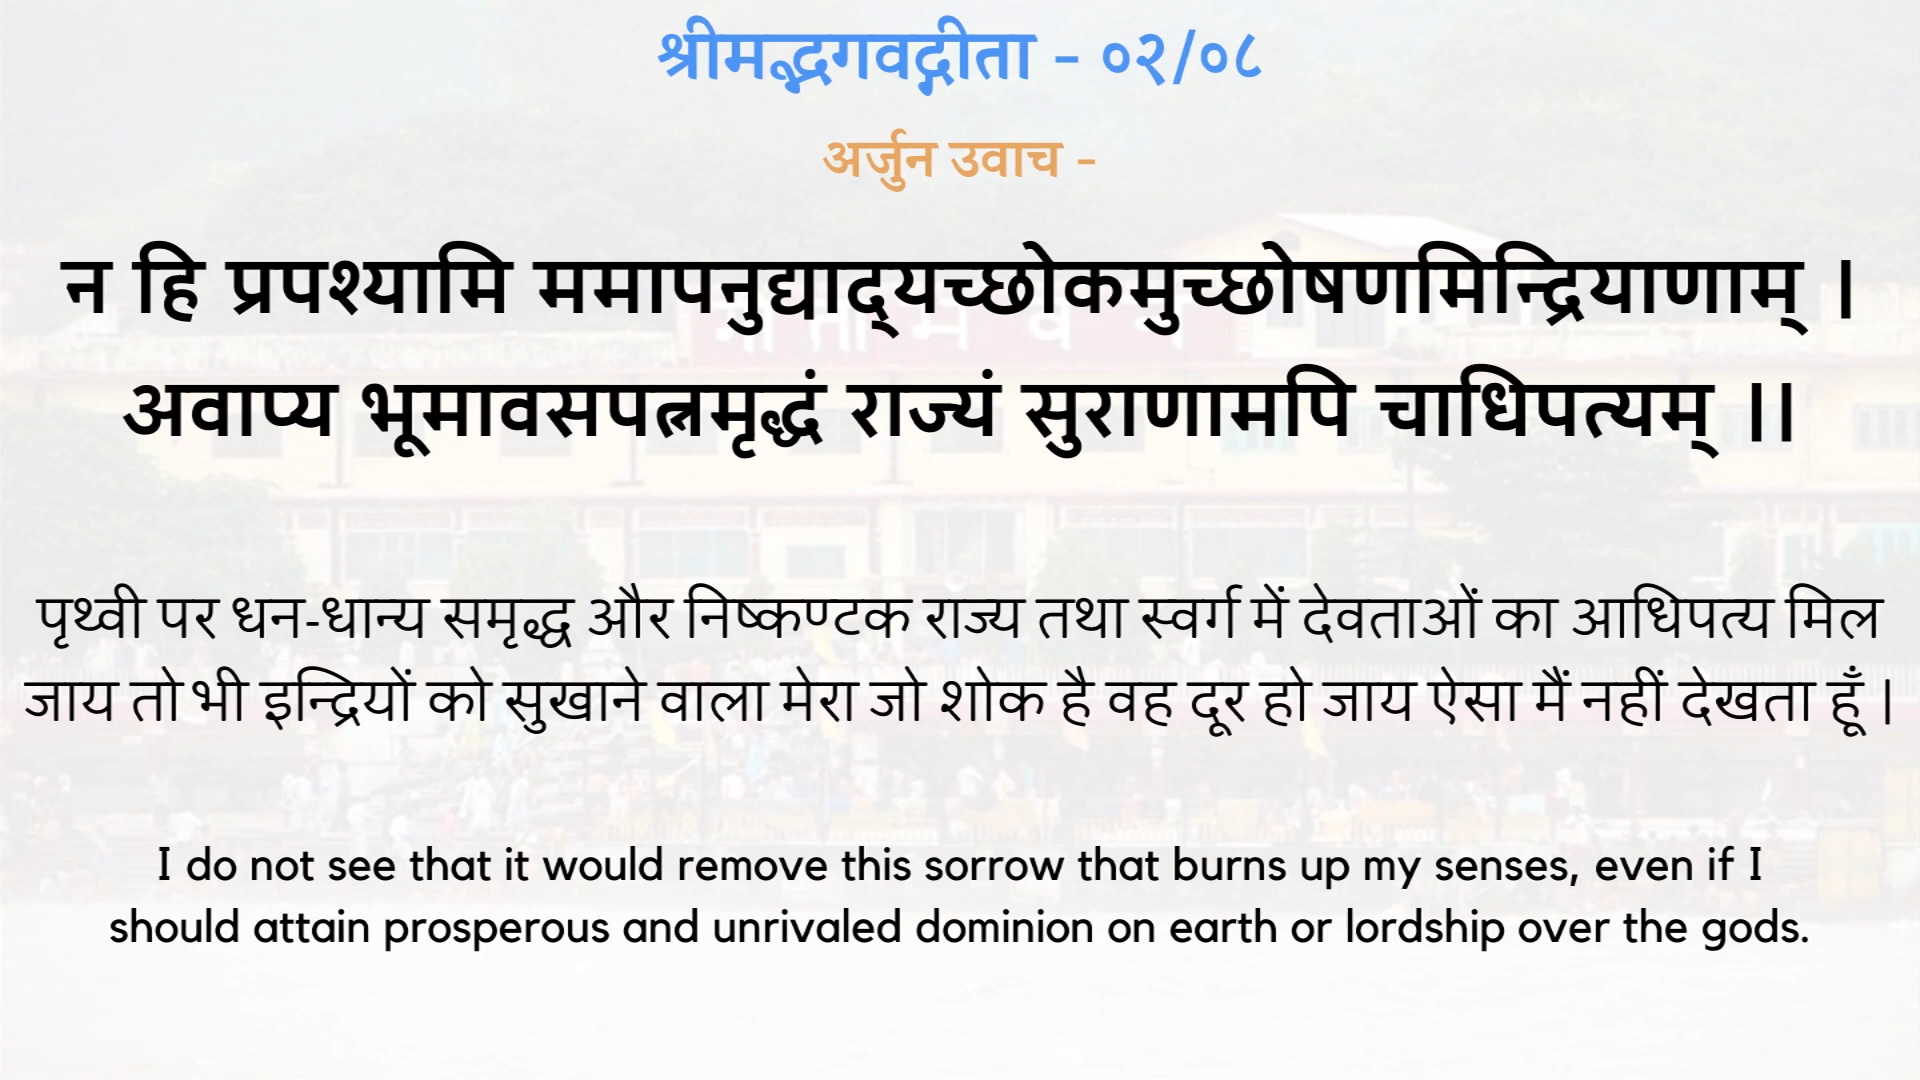 श्रीमद्भगवद्गीता - ०२/०८
अर्जुन उवाच -
न हि प्रपश्यामि ममापनुद्याद्यच्छोकमुच्छोषणमिन्द्रियाणाम् ।
अवाप्य भूमावसपत्नमृद्धं राज्यं सुराणामपि चाधिपत्यम् ।।
पृथ्वी पर धन-धान्य समृद्ध और निष्कण्टक राज्य तथा स्वर्ग में देवताओं का आधिपत्य मिल
जाय तो भी इन्द्रियों को सुखाने वाला मेरा जो शोक है वह दूर हो जाय ऐसा मैं नहीं देखता हूँ |
I do not see that it would remove this sorrow that burns up my senses, even if I
should attain prosperous and unrivaled dominion on earth or lordship over the gods.